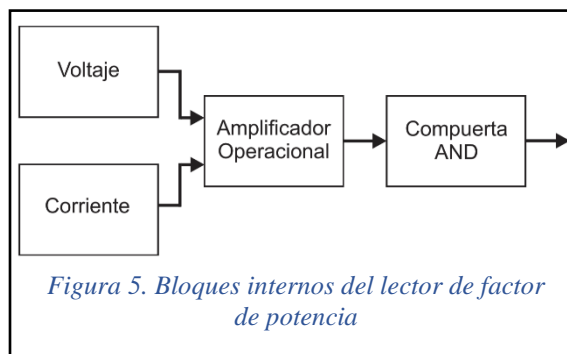 Voltaje
Corriente
Amplificador
Operacional
Compuerta
AND
Figura 5. Bloques internos del lector de factor
de potencia